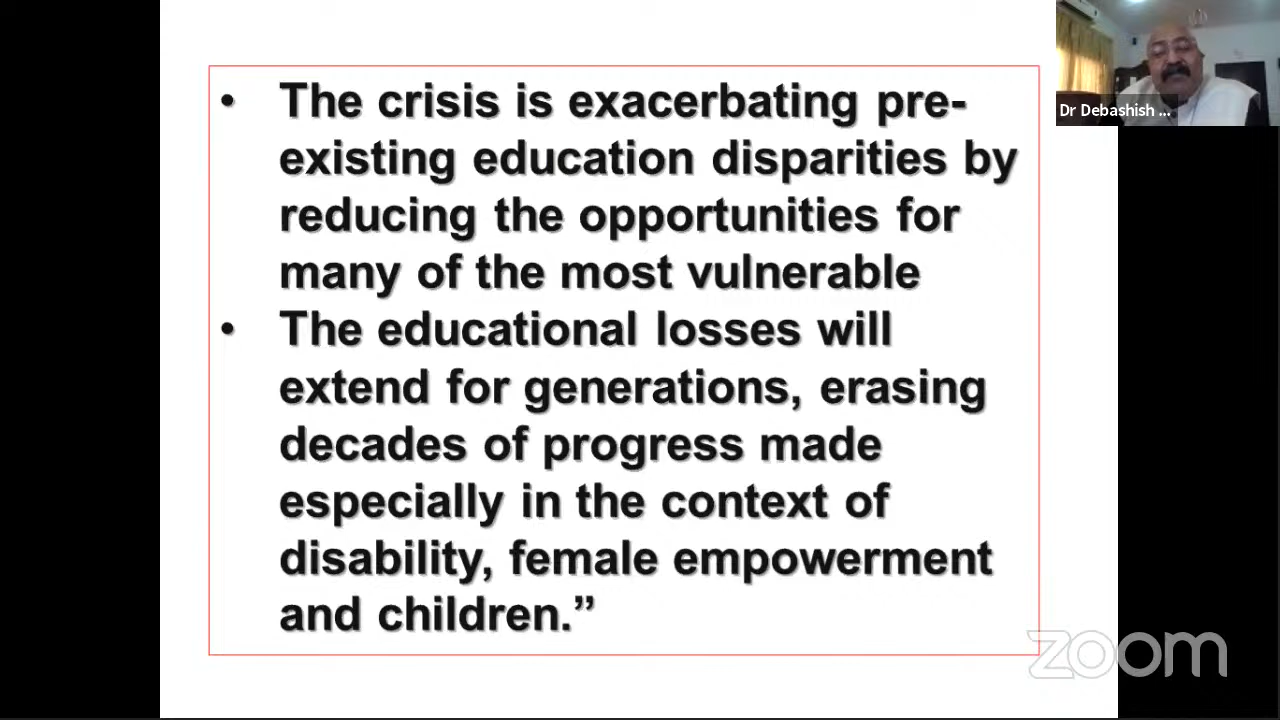 • The crisis is exacerbating pre-
existing education disparities by
reducing the opportunities for
many of the most vulnerable
• The educational losses will
extend for generations, erasing
decades of progress made
especially in the context of
disability, female empowerment
and children.”
Dr Debashish ...
zoom